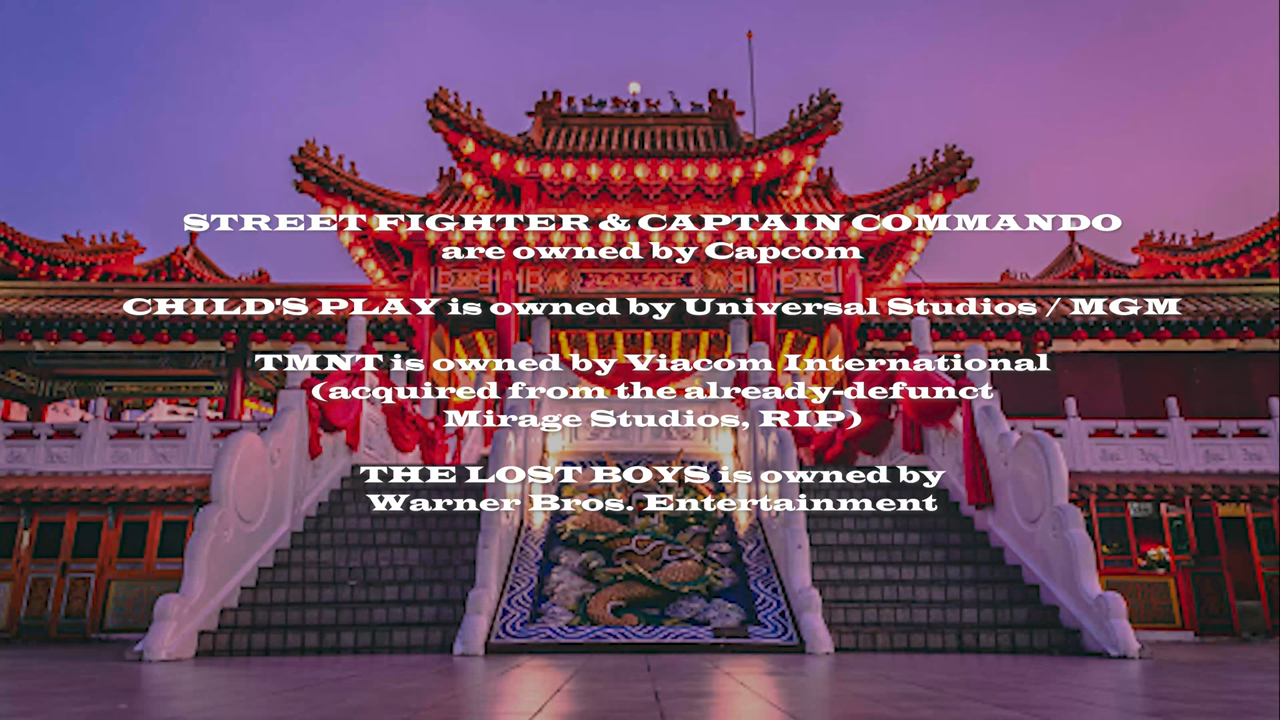 STREET FIGHTER & CAPTAIN COMMANDO
are owned by Capcom
CHILD'S PLAY is owned by Universal Studios / MGM
TMNT is owned by Viacom International
(acquired from the already-defunct
Mirage Studios, RIP)
THE LOST BOYS is owned by
Warner Bros. Entertainment